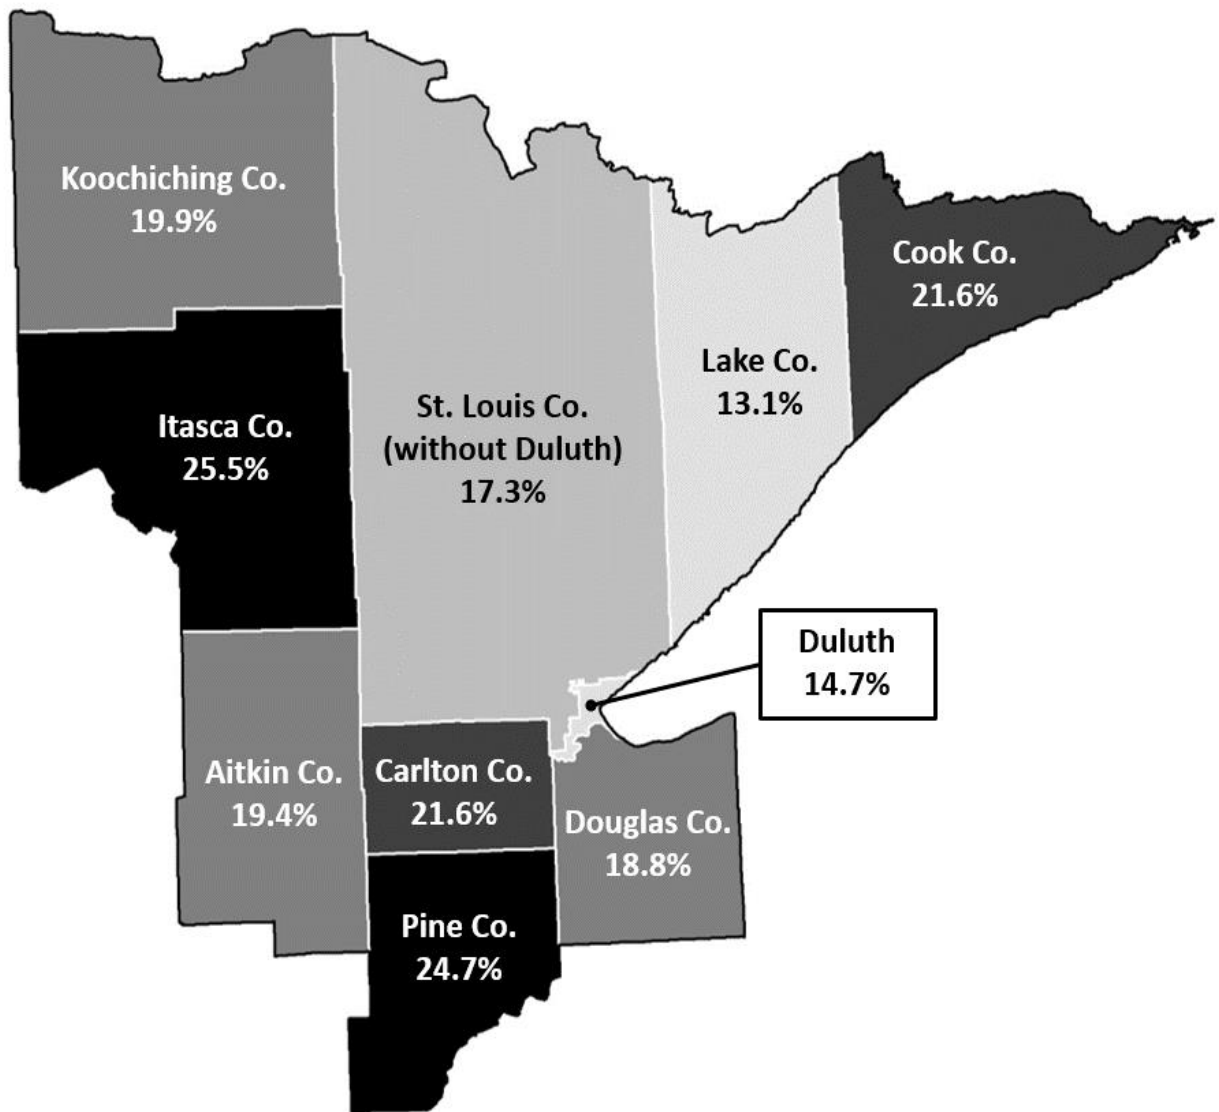 Koochiching Co.
19.9%
Cook Co.
21.6%
Lake Co.
13.1%
St. Louis Co.
(without Duluth)
17.3%
Itasca Co.
25.5%
Duluth
14.7%
Aitkin Co.
19.4%
Carlton Co.
21.6%
Douglas Co.
18.8%
Pine Co.
24.7%